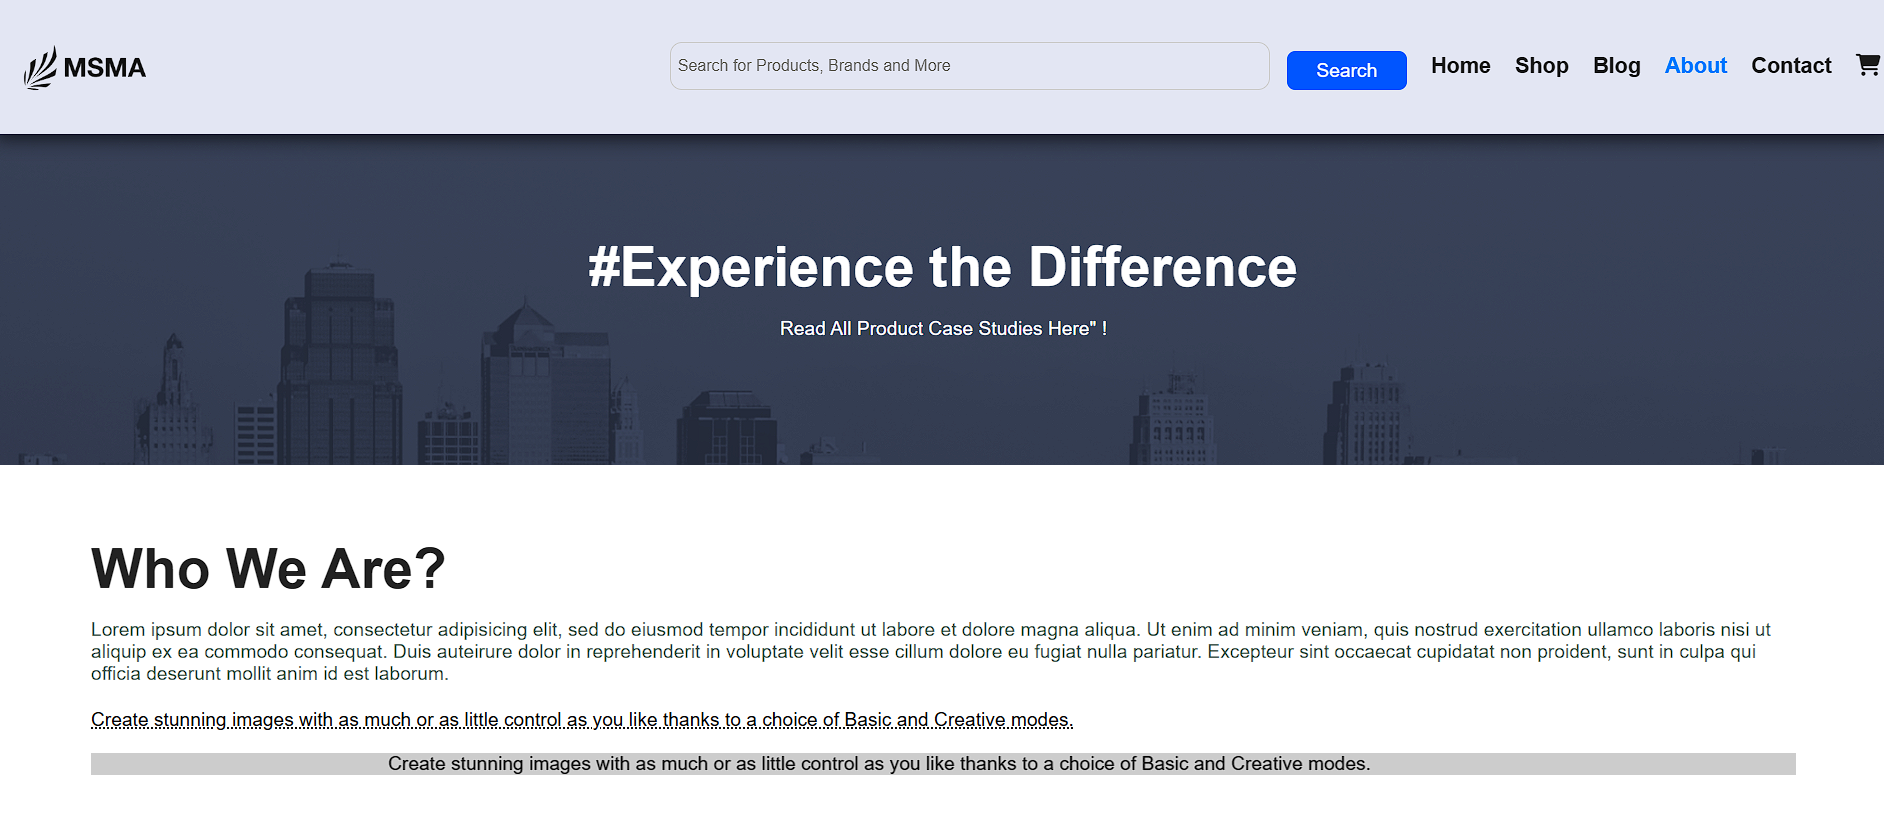 MSMA
Search for Products, Brands and More
Search
Home
Shop
Blog
About
Contact
#Experience the Difference
Read All Product Case Studies Here" !
Who We Are?
Lorem ipsum dolor sit amet, consectetur adipisicing elit, sed do eiusmod tempor incididunt ut labore et dolore magna aliqua. Ut enim ad minim veniam, quis nostrud exercitation ullamco laboris nisi ut
aliquip ex ea commodo consequat. Duis auteirure dolor in reprehenderit in voluptate velit esse cillum dolore eu fugiat nulla pariatur. Excepteur sint occaecat cupidatat non proident, sunt in culpa qui
officia deserunt mollit anim id est laborum.
Create stunning images with as much or as little control as you like thanks to a choice of Basic and Creative modes.
Create stunning images with as much or as little control as you like thanks to a choice of Basic and Creative modes.